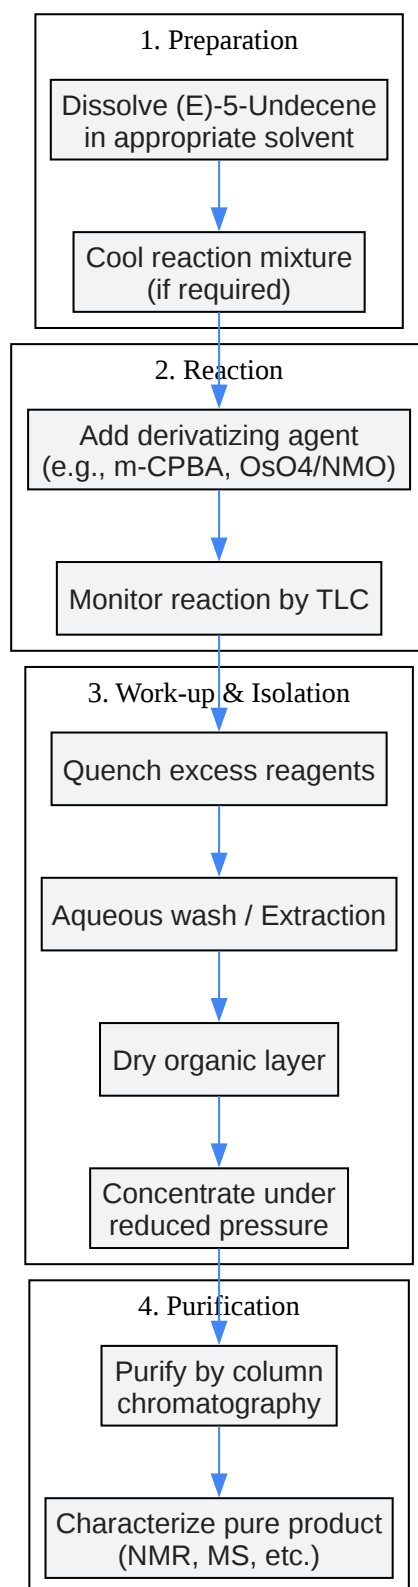 1. Preparation
Dissolve (E)-5-Undecene
in appropriate solvent
Cool reaction mixture
(if required)
2. Reaction
Add derivatizing agent
(e.g., m-CPBA, OsO4/NMO)
Monitor reaction by TLC
3. Work-up & Isolation
Quench excess reagents
Aqueous wash / Extraction
Dry organic layer
Concentrate under
reduced pressure
4. Purification
Purify by column
chromatography
Characterize pure product
(NMR, MS, etc.)